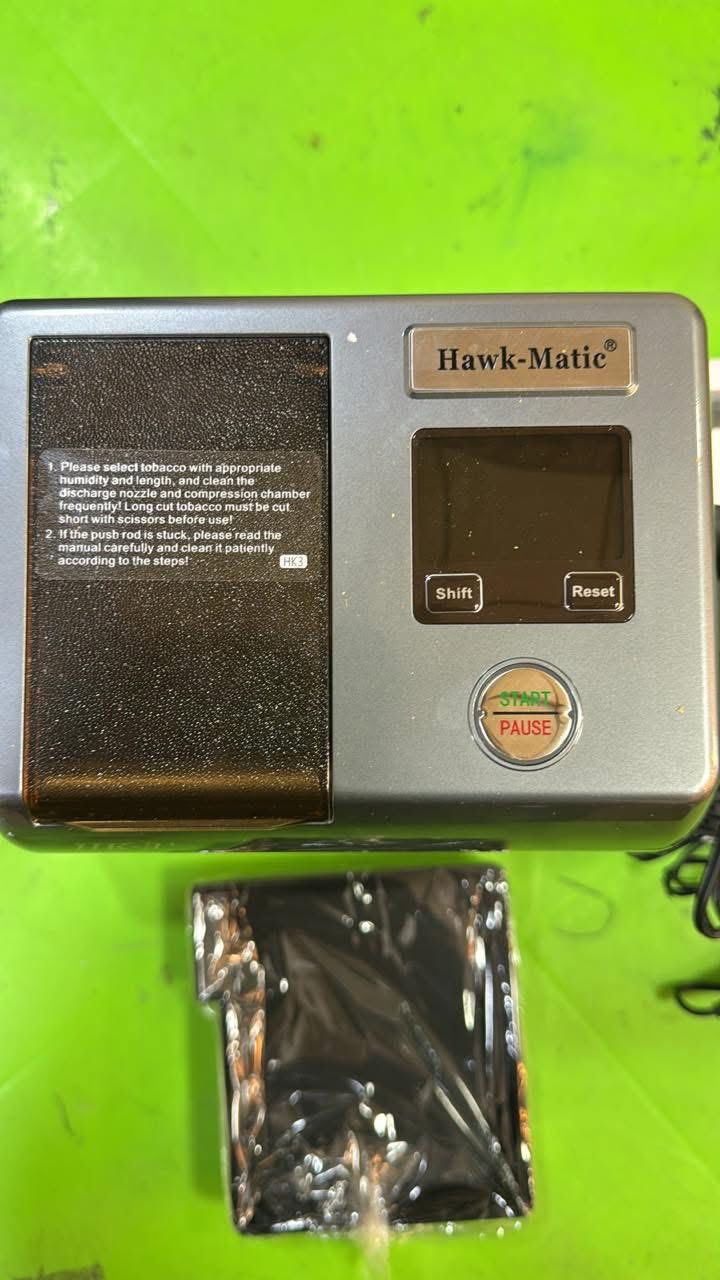 Hawk-Matic®
1. Please select tobacco with appropriate
humidity and length, and clean the
discharge nozzle and compression chamber
frequently! Long cut tobacco must be cut
short with scissors before use!
2. If the push rod is stuck, please read the
manual carefully and clean it patiently
according to the steps!
HK3
Shift
Reset
START
PAUSE